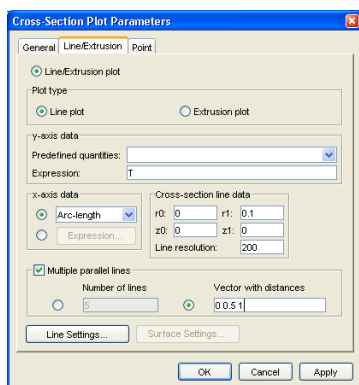 Cross-Section Plot Parameters
General Line/Extrusion Point
Line/Extrusion plot
Plot type
Line plot Extrusion plot
y-axis data
Predefined quantities:
Expression: T
x-axis data Cross-section line data
Arc-length r0: 0 r1: 0.1
Expression... z0: 0 z1: 0
Line resolution: 200
Multiple parallel lines
Number of lines Vector with distances
5 0 0.5 1
Line Settings... Surface Settings...
OK Cancel Apply